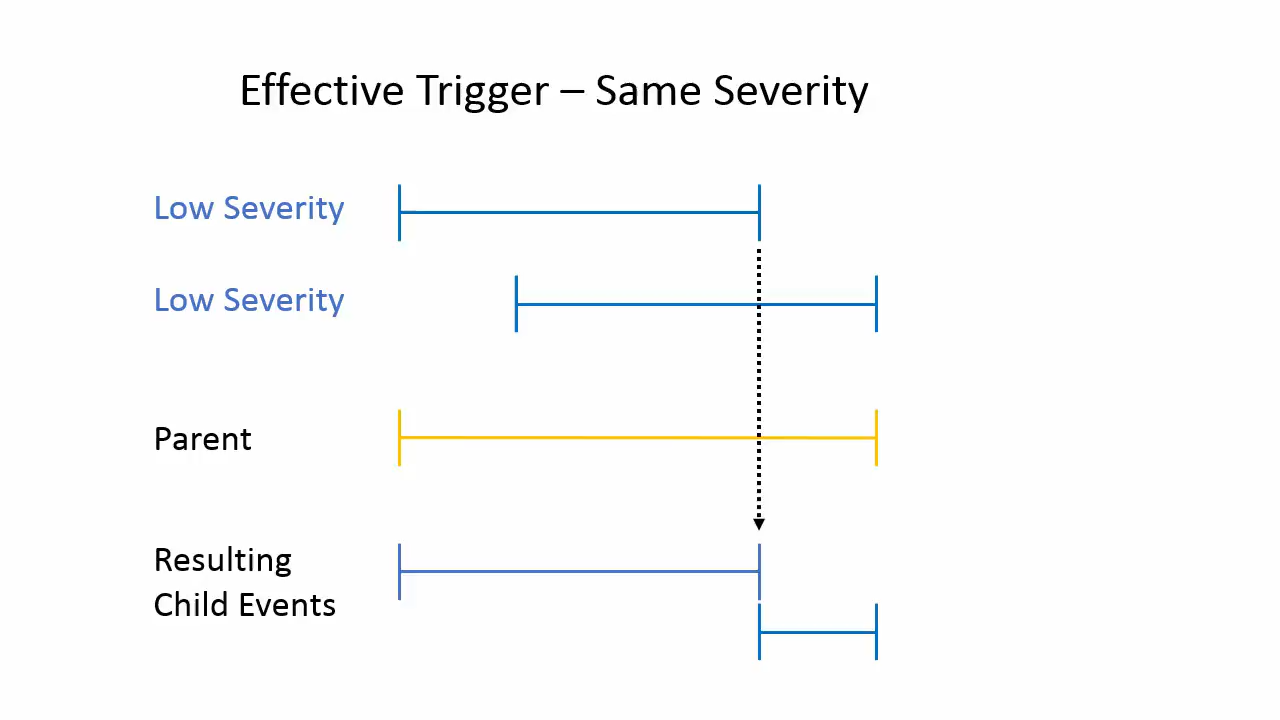 Effective Trigger – Same Severity
Low Severity
Low Severity
Parent
Resulting
Child Events